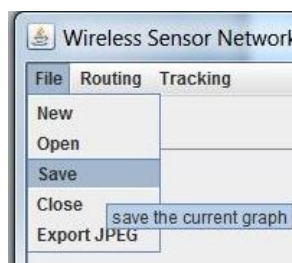 Wireless Sensor Network
File Routing Tracking
New
Open
Save
Close
save the current graph
Export JPEG